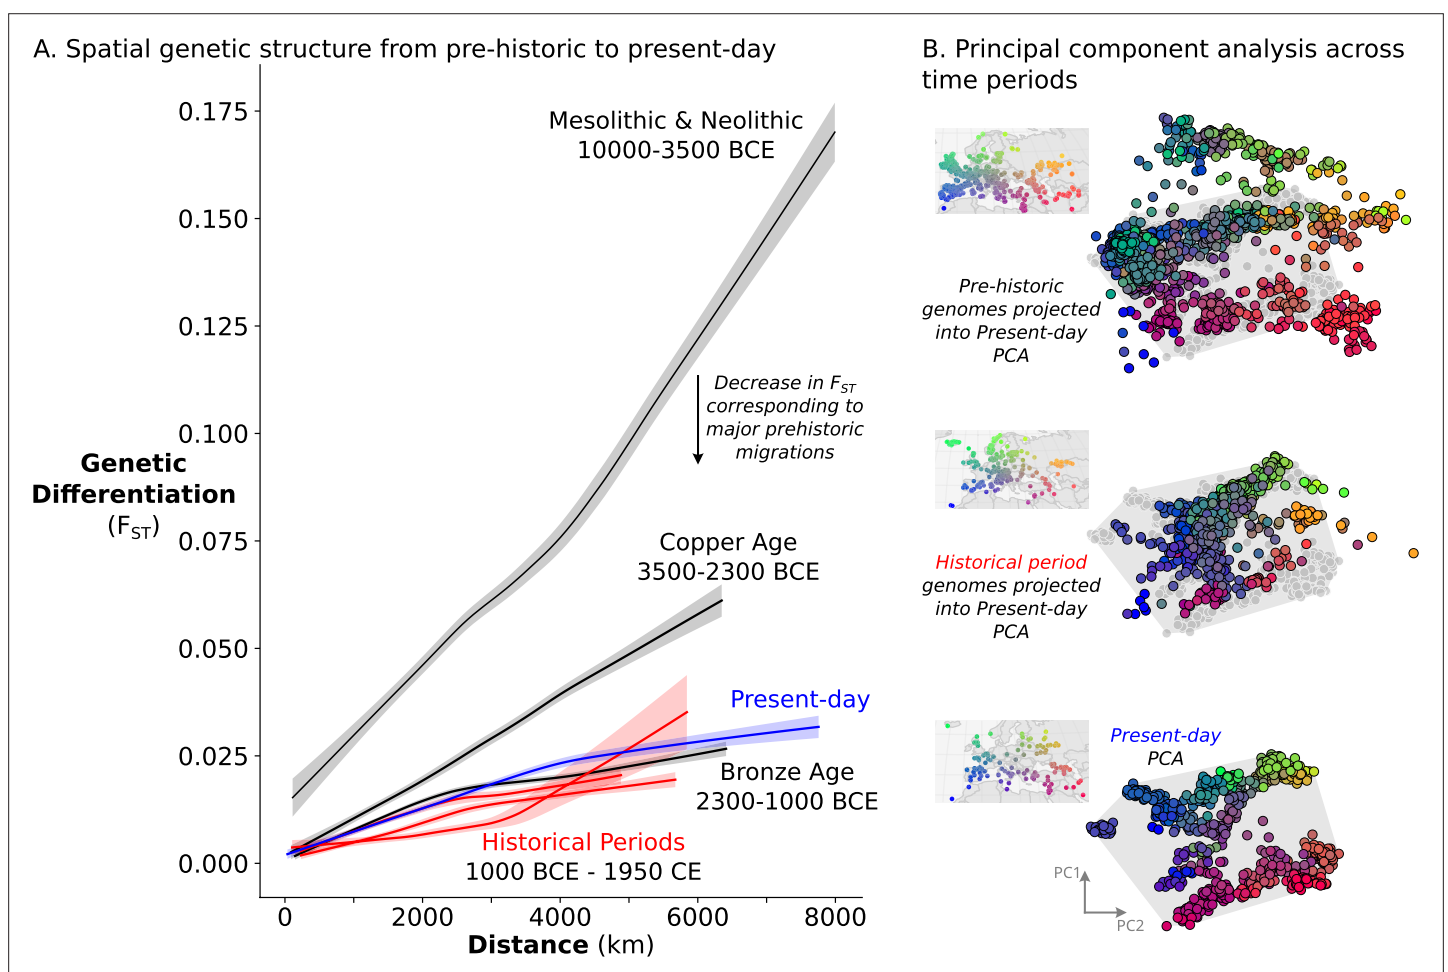 A. Spatial genetic structure from pre-historic to present-day
0.175
0.150
0.125
0.100
0.075
0.050
0.025
0.000
Genetic
Differentiation
(FST)
Mesolithic & Neolithic
10000-3500 BCE
Decrease in FST
corresponding to
major prehistoric
migrations
Copper Age
3500-2300 BCE
Present-day
Bronze Age
2300-1000 BCE
Historical Periods
1000 BCE - 1950 CE
0 2000 4000 6000 8000
Distance (km)
B. Principal component analysis across
time periods
Pre-historic
genomes projected
into Present-day
PCA
Historical period
genomes projected
into Present-day
PCA
Present-day
PCA
PC1
PC2